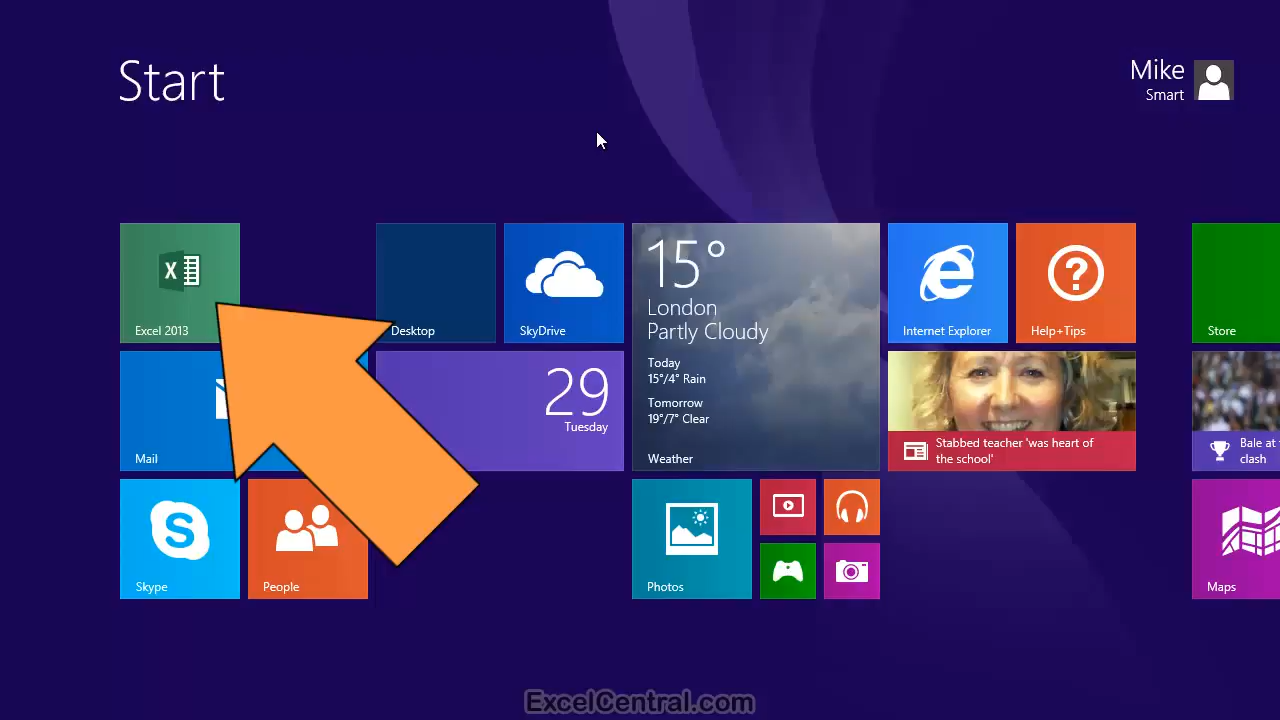 Start
Mike
Smart
X
Excel 2013
Desktop
SkyDrive
15°
London
Partly Cloudy
Today
15°/4° Rain
Tomorrow
19°/7° Clear
Weather
Internet Explorer
?
Help+Tips
Store
Mail
29
Tuesday
Stabbed teacher 'was heart of
the school'
Bale at
clash
S
Skype
People
Photos
Maps
ExcelCentral.com